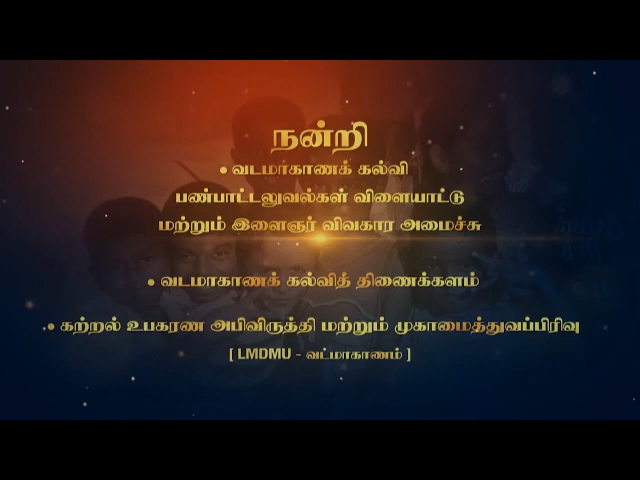 நன்றி
• வடமாகாணக் கல்வி
பண்பாட்டலுவல்கள் விளையாட்டு
மற்றும் இளைஞர் விவகார அமைச்சு
• வடமாகாணக் கல்வித் திணைக்களம்
• கற்றல் உபகரண அபிவிருத்தி மற்றும் முகாமைத்துவப்பிரிவு
[ LMDMU - வட்மாகாணம் ]